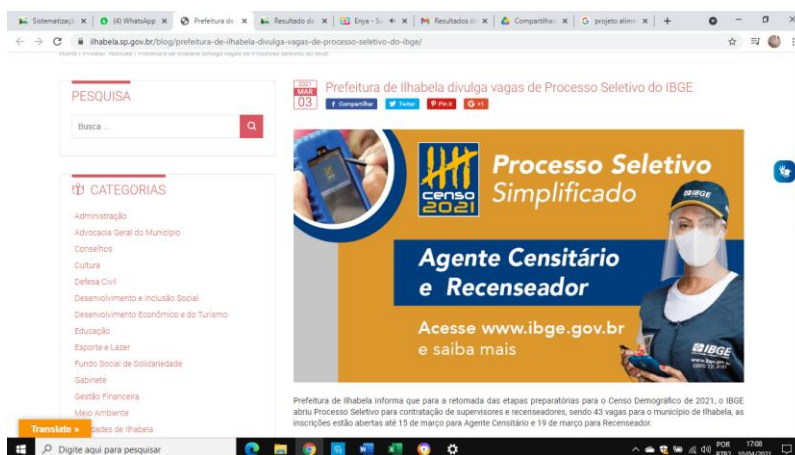 Sistematizaçã
(4) WhatsApp
Prefeitura de
Resultado da
Enya - So
Resultados de
Compartilhad
projeto alime
ilhabela.sp.gov.br/blog/prefeitura-de-ilhabela-divulga-vagas-de-processo-seletivo-do-ibge/
PESQUISA
Busca ...
CATEGORIAS
Administração
Advocacia Geral do Município
Conselhos
Cultura
Defesa Civil
Desenvolvimento e Inclusão Social
Desenvolvimento Econômico e do Turismo
Educação
Esporte e Lazer
Fundo Social de Solidariedade
Gabinete
Gestão Financeira
Meio Ambiente
dades de Ilhabela
Translate »
2021
MAR
03
Prefeitura de Ilhabela divulga vagas de Processo Seletivo do IBGE
Compartilhar
Twitar
Pin it
G+ +1
censo
2021
Processo Seletivo
Simplificado
Agente Censitário
e Recenseador
Acesse www.ibge.gov.br
e saiba mais
IBGE
IBGE
0800 721 8181
Prefeitura de Ilhabela informa que para a retomada das etapas preparatórias para o Censo Demográfico de 2021, o IBGE
abriu Processo Seletivo para contratação de supervisores e recenseadores, sendo 43 vagas para o município de Ilhabela, as
inscrições estão abertas até 15 de março para Agente Censitário e 19 de março para Recenseador.
Digite aqui para pesquisar
POR
PTB2
17:08
10/04/2021